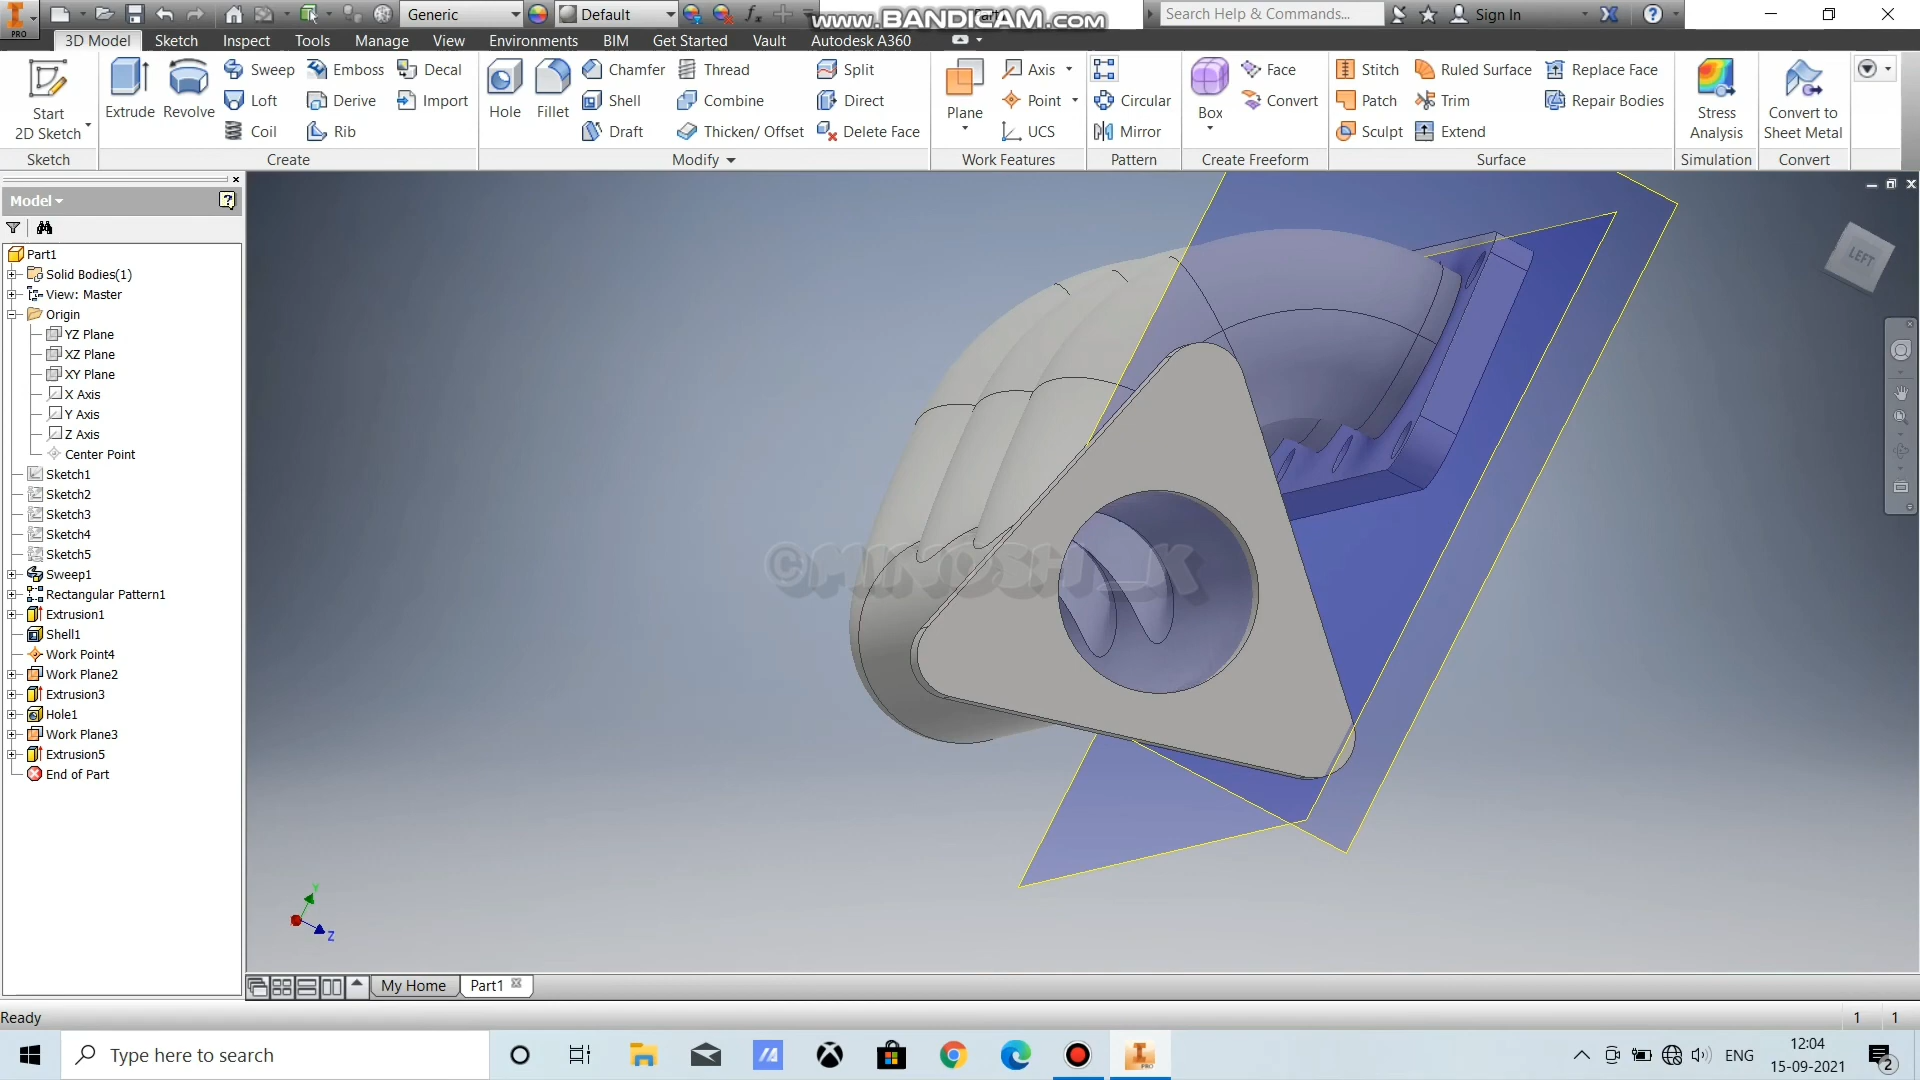 PRO
Generic
Default
fx
Part1
www.BANDICAM.com
Search Help & Commands...
Sign In
3D Model
Sketch
Inspect
Tools
Manage
View
Environments
BIM
Get Started
Vault
Autodesk A360
Start
2D Sketch
Extrude
Revolve
Sweep
Loft
Coil
Emboss
Derive
Rib
Decal
Import
Hole
Fillet
Chamfer
Shell
Draft
Thread
Combine
Thicken/ Offset
Split
Direct
Delete Face
Plane
Axis
Point
UCS
Circular
Mirror
Box
Face
Convert
Stitch
Patch
Sculpt
Ruled Surface
Trim
Extend
Replace Face
Repair Bodies
Stress
Analysis
Convert to
Sheet Metal
Sketch
Create
Modify
Work Features
Pattern
Create Freeform
Surface
Simulation
Convert
Model
Part1
Solid Bodies(1)
View: Master
Origin
YZ Plane
XZ Plane
XY Plane
X Axis
Y Axis
Z Axis
Center Point
Sketch1
Sketch2
Sketch3
Sketch4
Sketch5
Sweep1
Rectangular Pattern1
Extrusion1
Shell1
Work Point4
Work Plane2
Extrusion3
Hole1
Work Plane3
Extrusion5
End of Part
LEFT
©MINOSH_K
Y
Z
My Home
Part1
Ready
1
1
Type here to search
PRO
ENG
12:04
15-09-2021
2